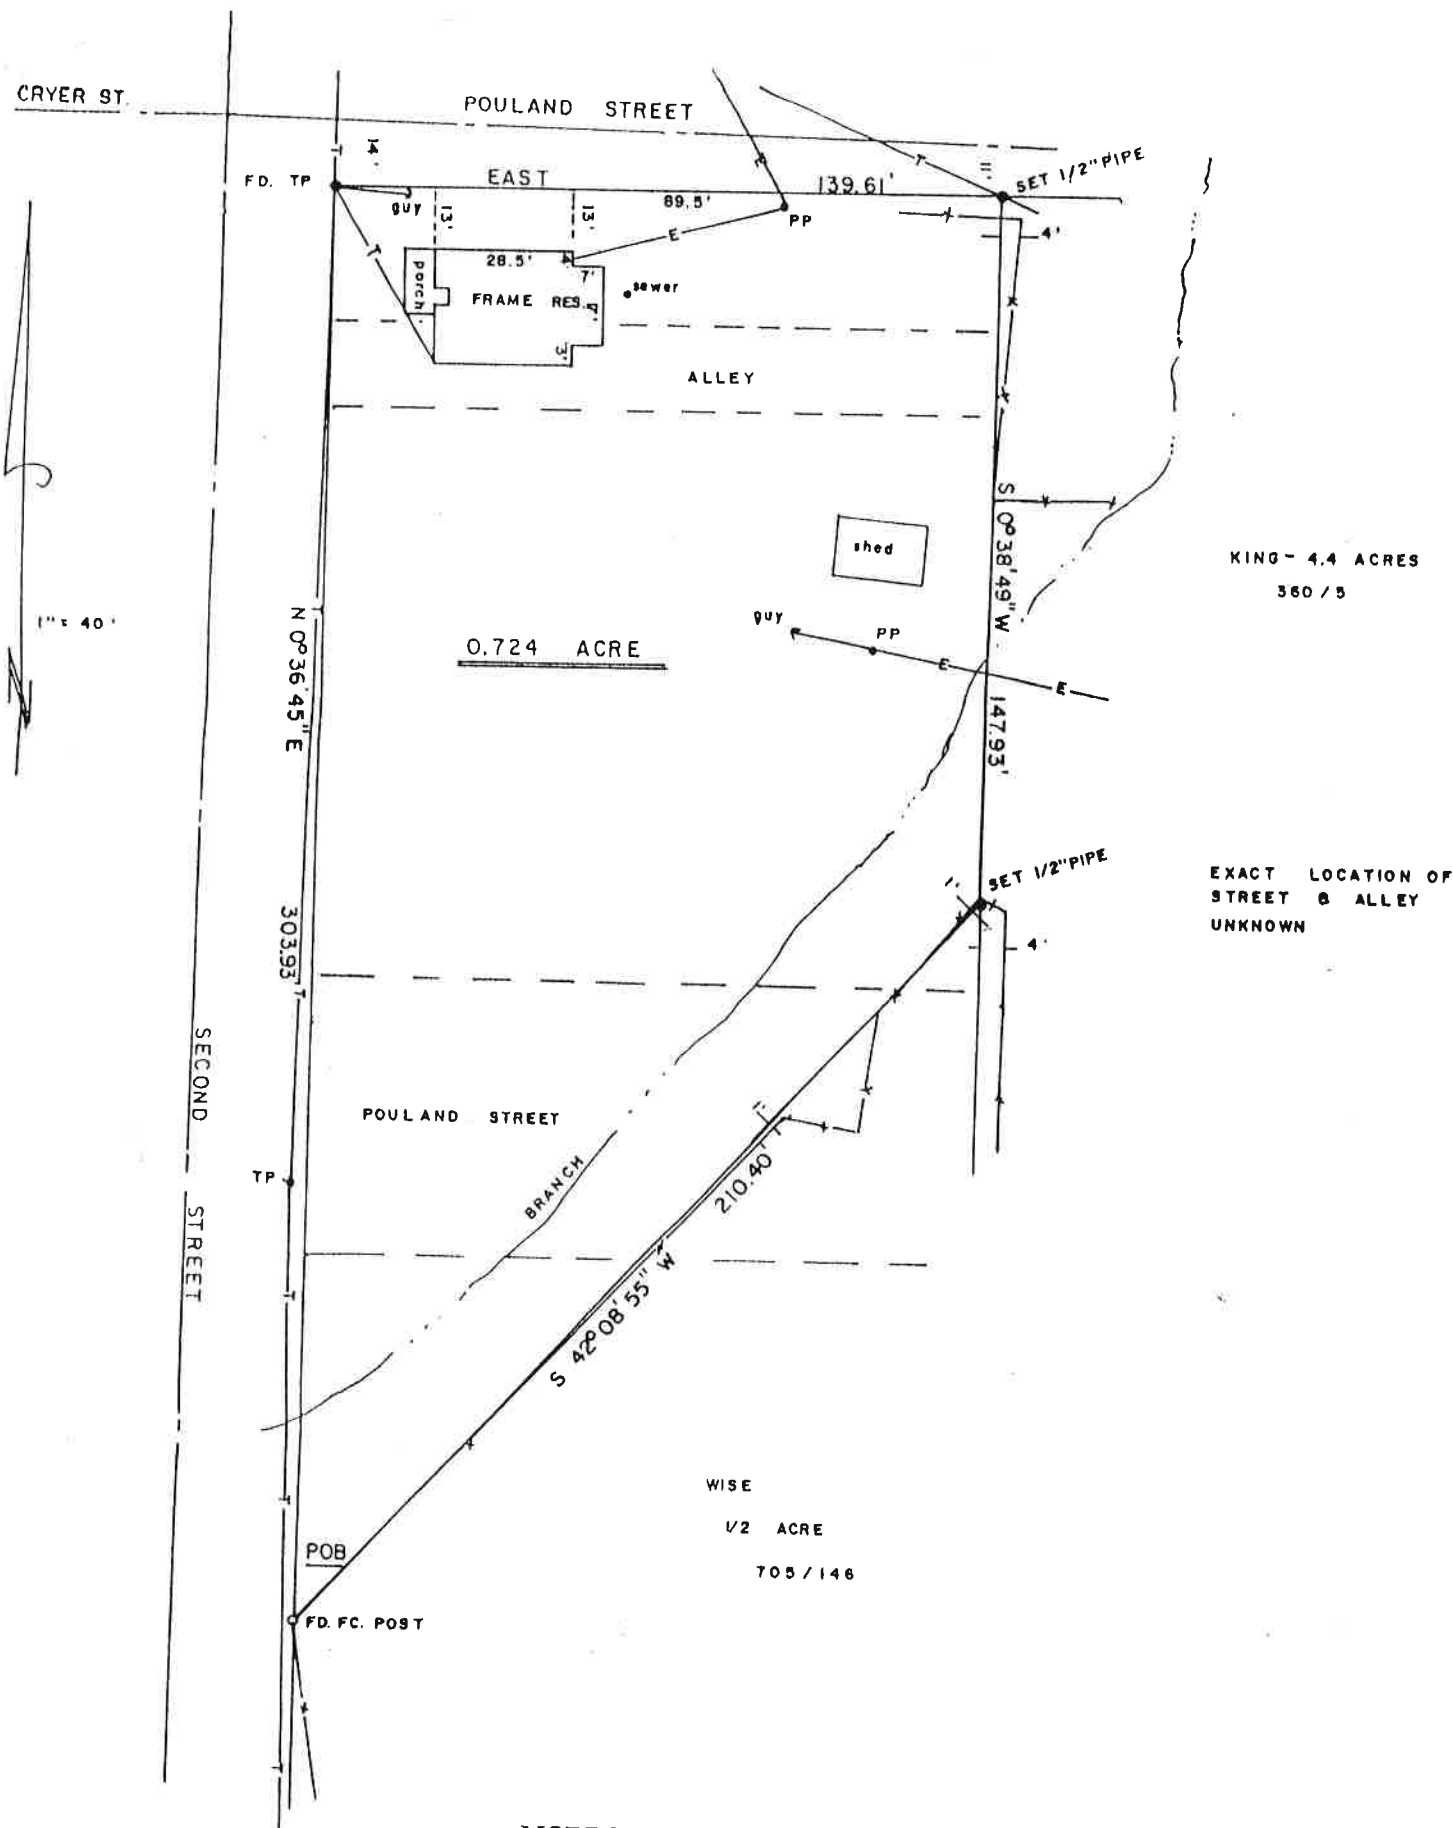 CRYER ST.
POULAND STREET
14'
11'
SET 1/2" PIPE
FD. TP
EAST
139.61'
guy
13'
13'
89.5'
PP
4'
porch
28.5'
7'
FRAME RES.
sewer
3'
ALLEY
S 0°38'49" W
147.93'
shed
KING - 4.4 ACRES
360 / 5
1" = 40'
N 0°36'45" E
303.93
0.724 ACRE
guy
PP
E
E
N
1'
SET 1/2" PIPE
4'
EXACT LOCATION OF
STREET & ALLEY
UNKNOWN
SECOND STREET
POULAND STREET
1'
TP
BRANCH
210.40'
S 42°08'55" W
WISE
1/2 ACRE
705 / 146
POB
FD. FC. POST